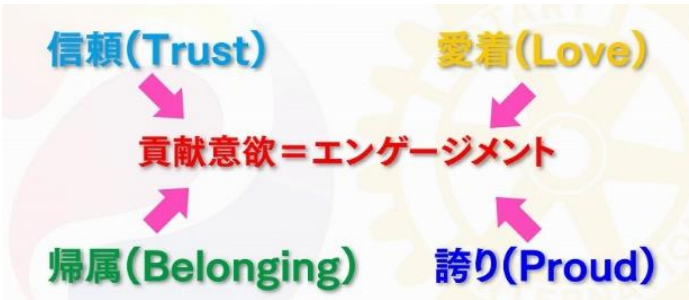 信頼(Trust)
愛着(Love)
貢献意欲＝エンゲージメント
帰属(Belonging)
誇り(Proud)